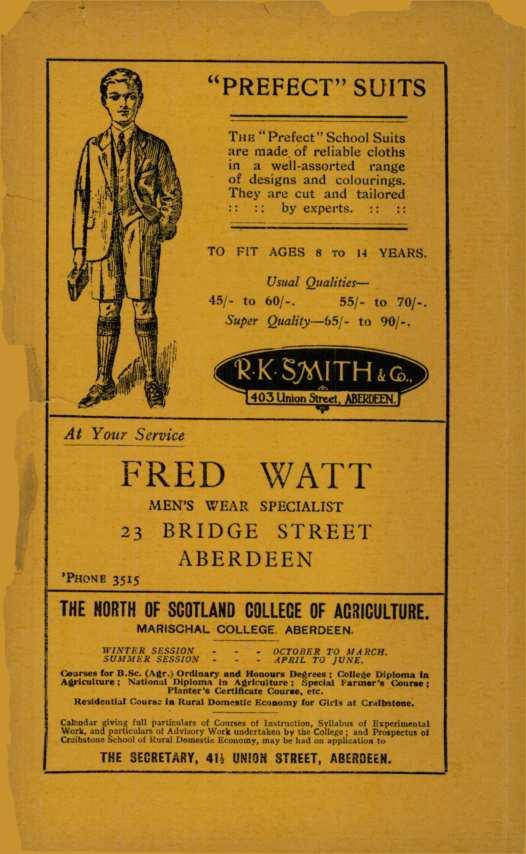 "PREFECT" SUITS
THE "Prefect" School Suits
are made of reliable cloths
in a well-assorted range
of designs and colourings.
They are cut and tailored
:: :: by experts. :: ::
TO FIT AGES 8 TO 14 YEARS.
Usual Qualities—
45/- to 60/-. 55/- to 70/-.
Super Quality—65/- to 90/-.
R.K. SMITH & Co.,
403 Union Street, ABERDEEN.
At Your Service
FRED WATT
MEN'S WEAR SPECIALIST
23 BRIDGE STREET
ABERDEEN
'PHONE 3515
THE NORTH OF SCOTLAND COLLEGE OF AGRICULTURE.
MARISCHAL COLLEGE, ABERDEEN.
WINTER SESSION - - - OCTOBER TO MARCH.
SUMMER SESSION - - - APRIL TO JUNE.
Courses for B.Sc. (Agr.) Ordinary and Honours Degrees; College Diploma in
Agriculture; National Diploma in Agriculture; Special Farmer's Course;
Planter's Certificate Course, etc.
Residential Course in Rural Domestic Economy for Girls at Craibstone.
Calendar giving full particulars of Courses of Instruction, Syllabus of Experimental
Work, and particulars of Advisory Work undertaken by the College; and Prospectus of
Craibstone School of Rural Domestic Economy, may be had on application to
THE SECRETARY, 41½ UNION STREET, ABERDEEN.